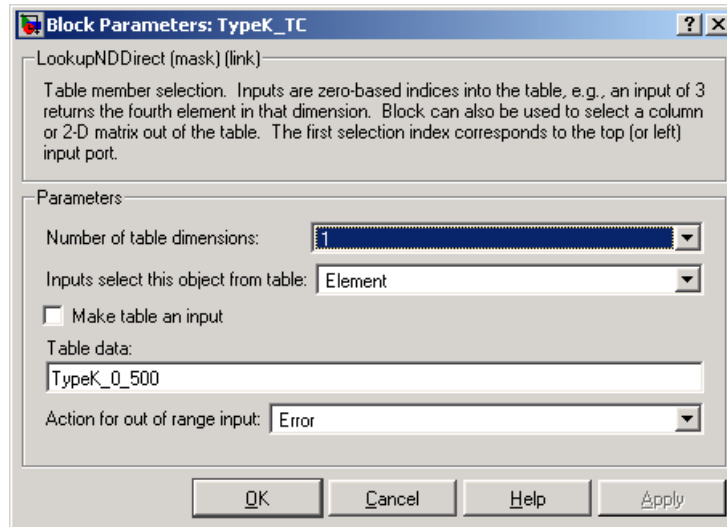 Block Parameters: TypeK_TC
LookupNDDirect (mask) (link)
Table member selection. Inputs are zero-based indices into the table, e.g., an input of 3
returns the fourth element in that dimension. Block can also be used to select a column
or 2-D matrix out of the table. The first selection index corresponds to the top (or left)
input port.
Parameters
Number of table dimensions: 1
Inputs select this object from table: Element
Make table an input
Table data:
TypeK_0_500
Action for out of range input: Error
OK Cancel Help Apply